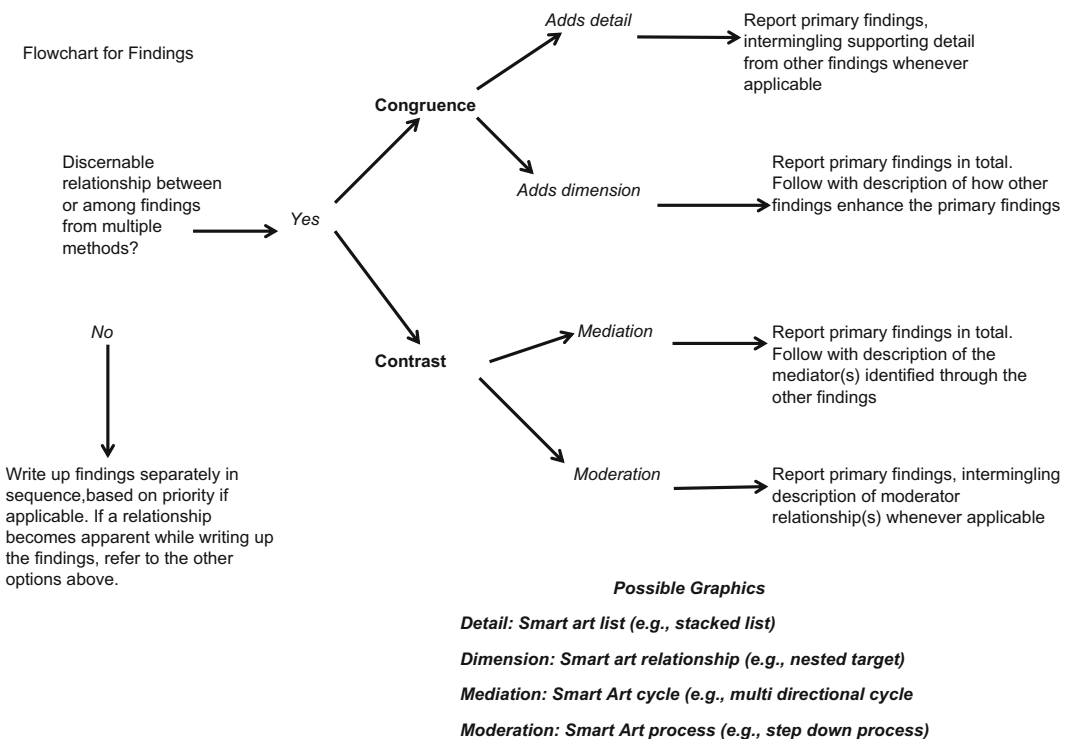 Flowchart for Findings
Discernable
relationship between
or among findings
from multiple
methods?
Yes
No
Write up findings separately in
sequence,based on priority if
applicable. If a relationship
becomes apparent while writing up
the findings, refer to the other
options above.
Congruence
Adds detail
Report primary findings,
intermingling supporting detail
from other findings whenever
applicable
Adds dimension
Report primary findings in total.
Follow with description of how other
findings enhance the primary findings
Contrast
Mediation
Report primary findings in total.
Follow with description of the
mediator(s) identified through the
other findings
Moderation
Report primary findings, intermingling
description of moderator
relationship(s) whenever applicable
Possible Graphics
Detail: Smart art list (e.g., stacked list)
Dimension: Smart art relationship (e.g., nested target)
Mediation: Smart Art cycle (e.g., multi directional cycle
Moderation: Smart Art process (e.g., step down process)